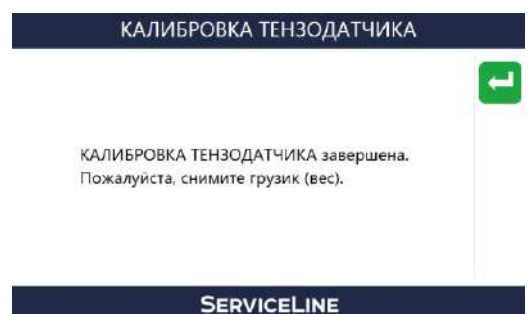 КАЛИБРОВКА ТЕНЗОДАТЧИКА
КАЛИБРОВКА ТЕНЗОДАТЧИКА завершена.
Пожалуйста, снимите грузик (вес).
SERVICELINE